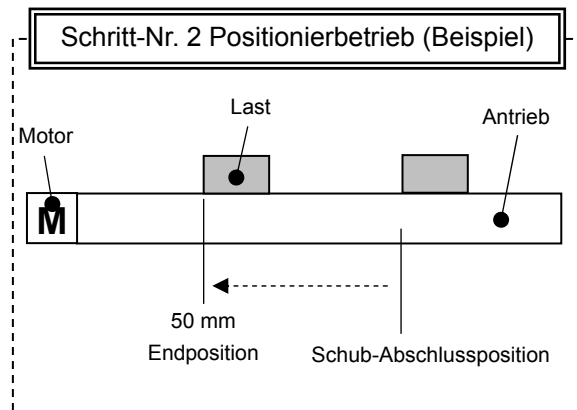 Schritt-Nr. 2 Positionierbetrieb (Beispiel)
Last
Antrieb
Motor
M
50 mm
Endposition
Schub-Abschlussposition